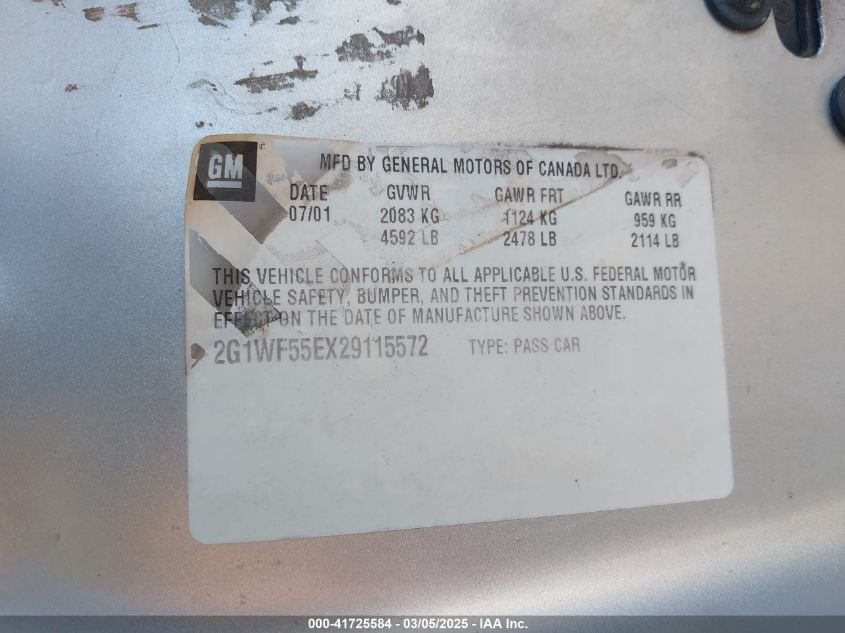 GM
MFD BY GENERAL MOTORS OF CANADA LTD.
DATE GVWR GAWR FRT GAWR RR
07/01 2083 KG 1124 KG 959 KG
4592 LB 2478 LB 2114 LB
THIS VEHICLE CONFORMS TO ALL APPLICABLE U.S. FEDERAL MOTOR
VEHICLE SAFETY, BUMPER, AND THEFT PREVENTION STANDARDS IN
EFFECT ON THE DATE OF MANUFACTURE SHOWN ABOVE.
2G1WF55EX29115572 TYPE: PASS CAR
000-41725584 - 03/05/2025 - IAA Inc.